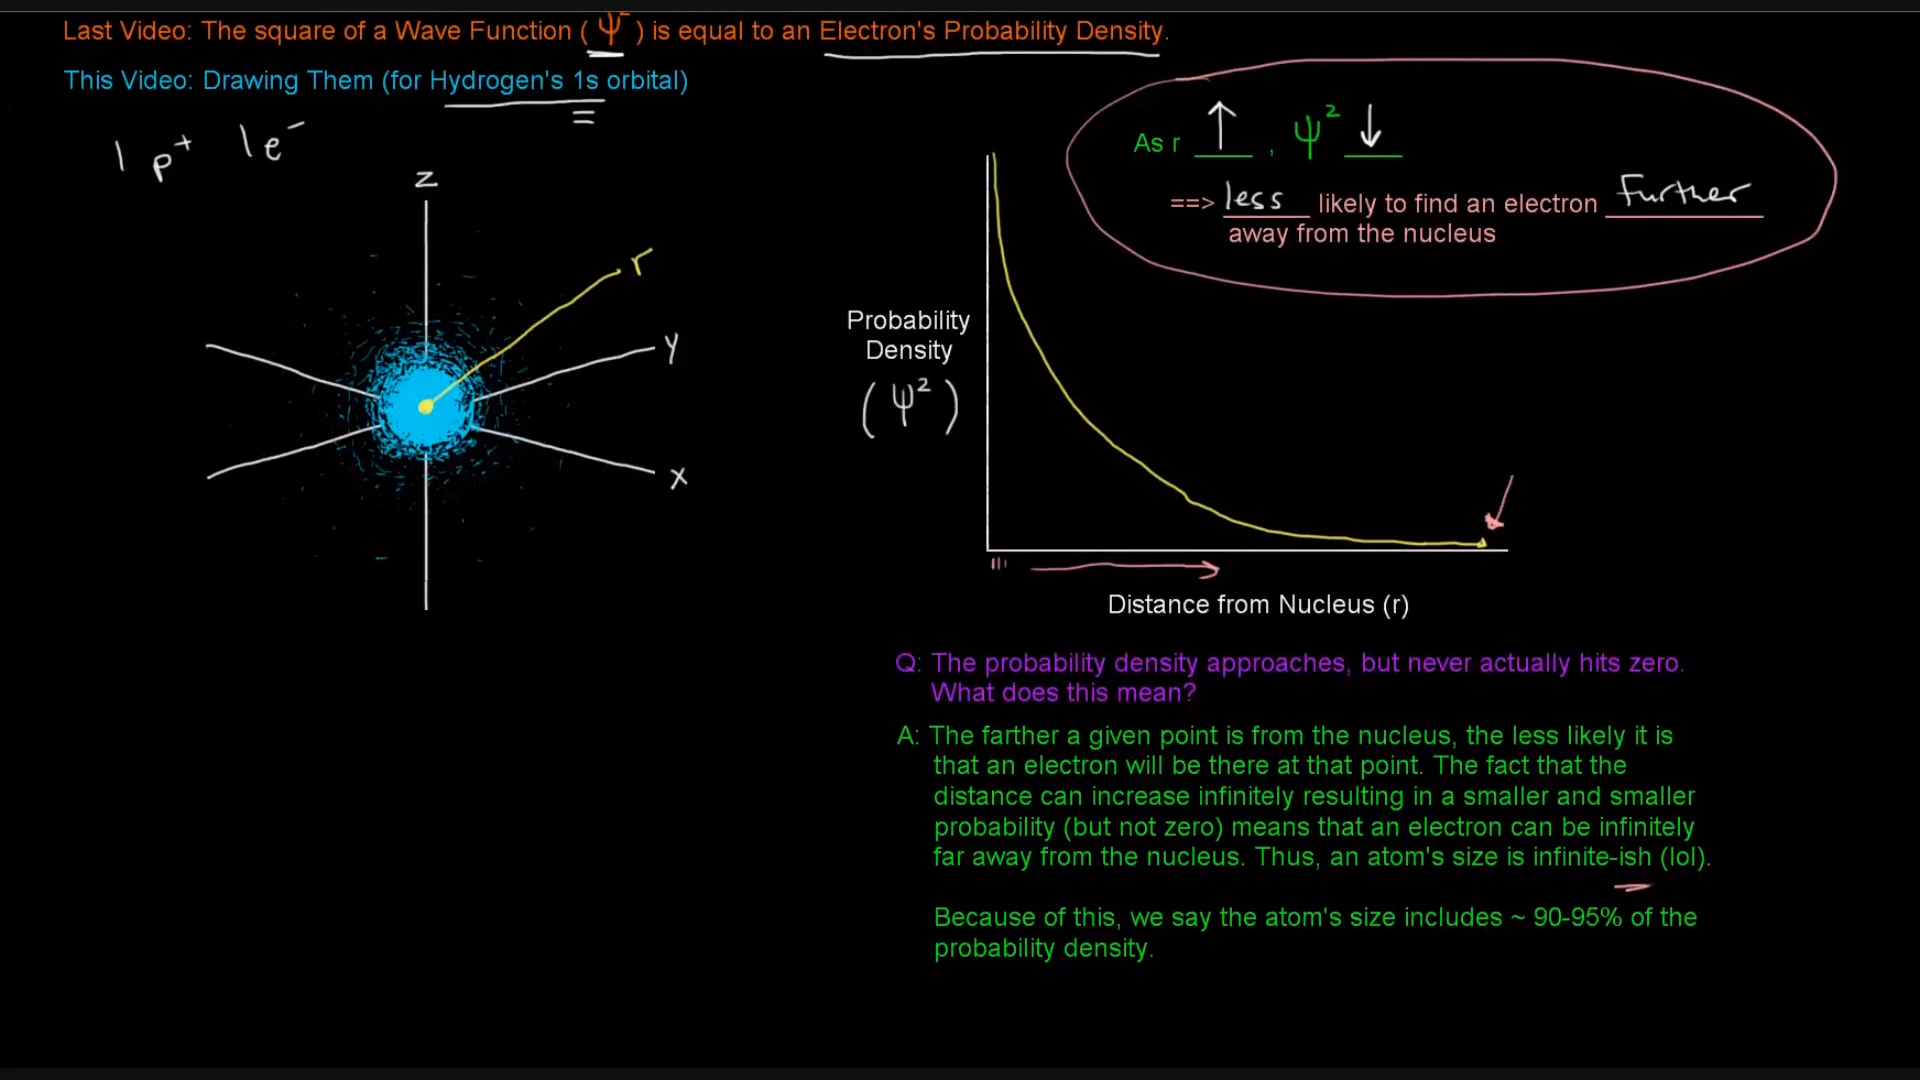 Last Video: The square of a Wave Function ( Ψ ) is equal to an Electron's Probability Density.
This Video: Drawing Them (for Hydrogen's 1s orbital)
1 p⁺ 1e⁻
z
r
y
x
As r ↑ , Ψ² ↓
==> less likely to find an electron further
away from the nucleus
Probability
Density
(Ψ²)
Distance from Nucleus (r)
Q: The probability density approaches, but never actually hits zero.
What does this mean?
A: The farther a given point is from the nucleus, the less likely it is
that an electron will be there at that point. The fact that the
distance can increase infinitely resulting in a smaller and smaller
probability (but not zero) means that an electron can be infinitely
far away from the nucleus. Thus, an atom's size is infinite-ish (lol).
Because of this, we say the atom's size includes ~ 90-95% of the
probability density.